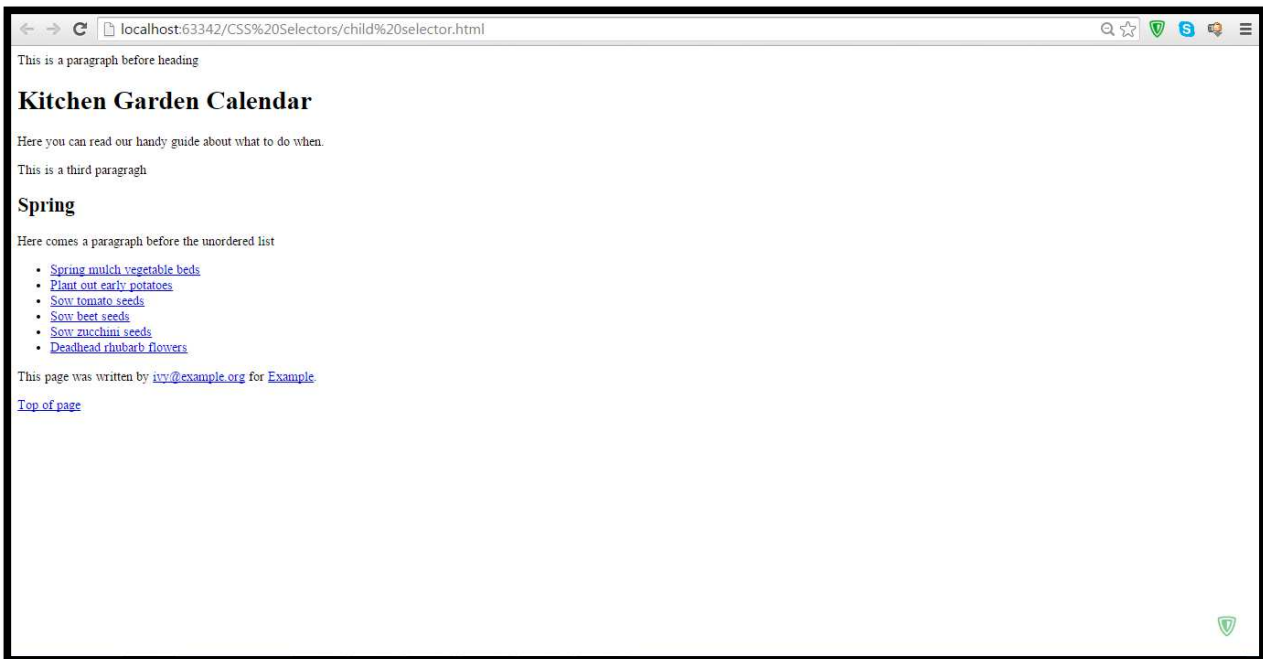 localhost:63342/CSS%20Selectors/child%20selector.html
This is a paragraph before heading
Kitchen Garden Calendar
Here you can read our handy guide about what to do when.
This is a third paragragh
Spring
Here comes a paragraph before the unordered list
• Spring mulch vegetable beds
• Plant out early potatoes
• Sow tomato seeds
• Sow beet seeds
• Sow zucchini seeds
• Deadhead rhubarb flowers
This page was written by ivy@example.org for Example.
Top of page